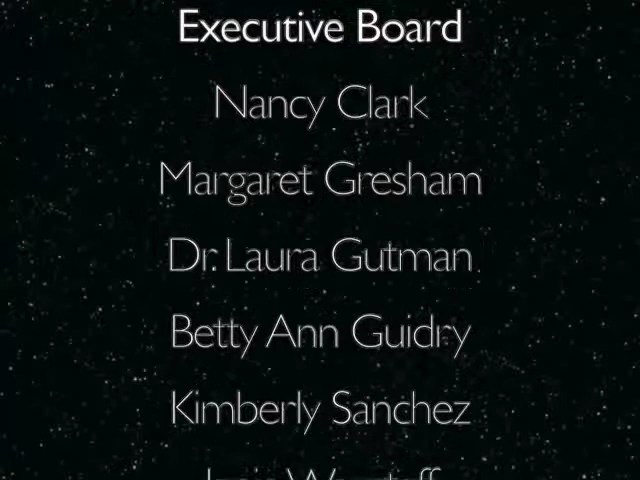 Executive Board
Nancy Clark
Margaret Gresham
Dr. Laura Gutman
Betty Ann Guidry
Kimberly Sanchez